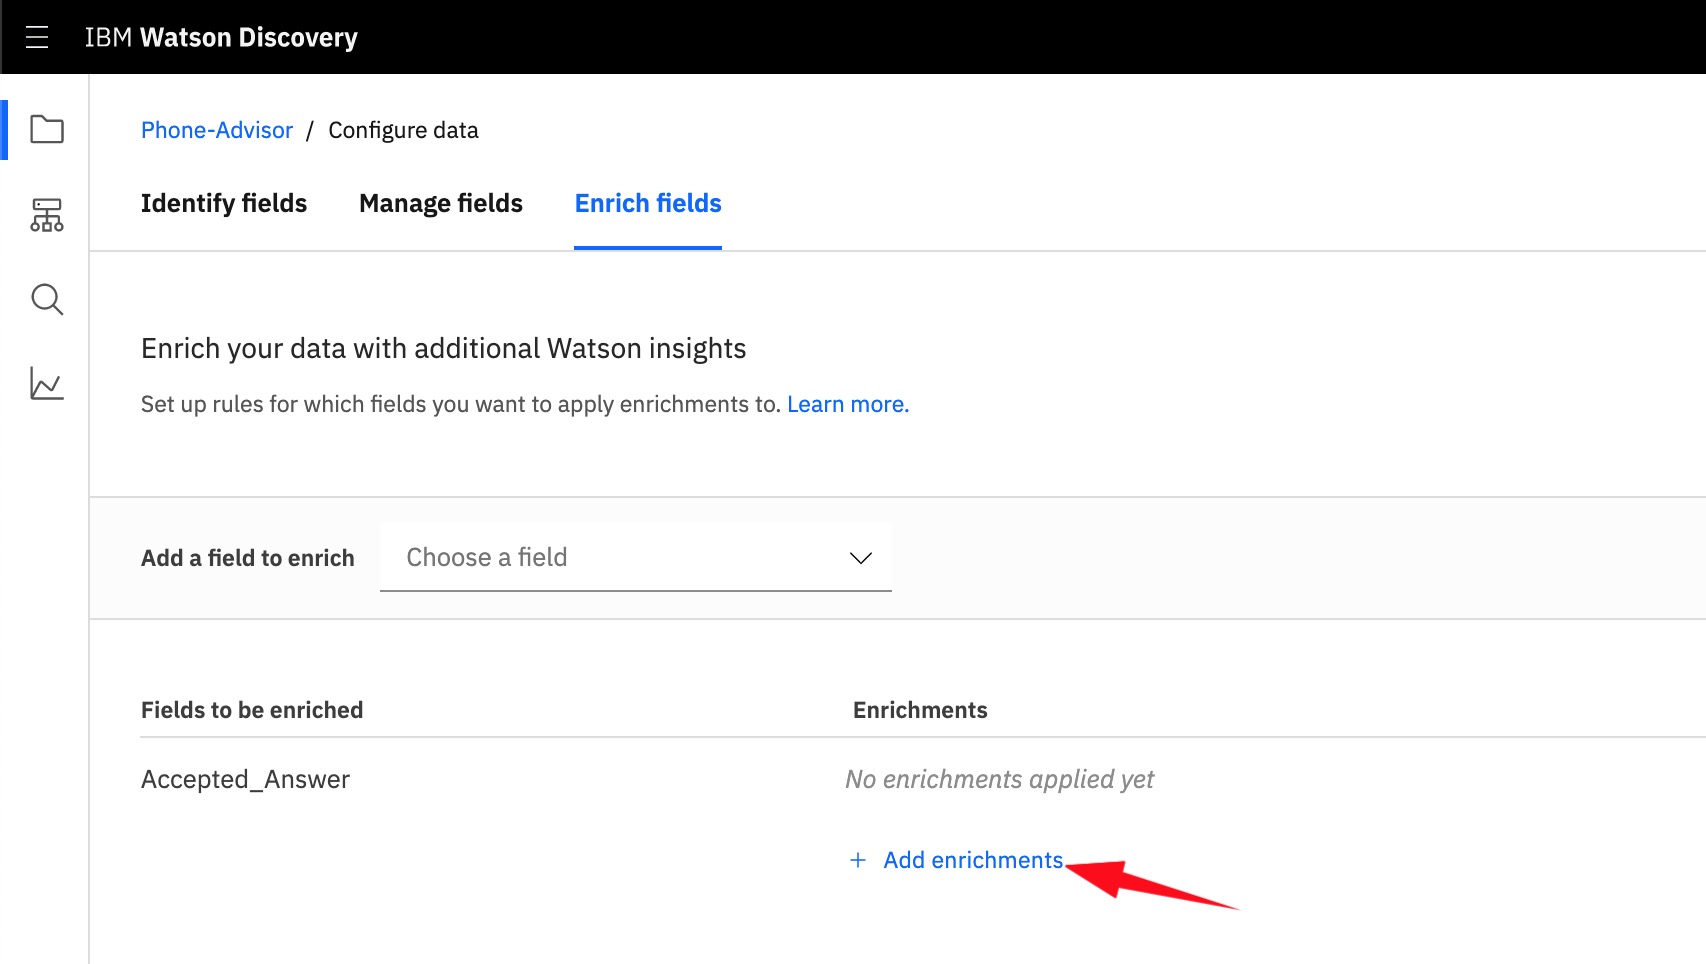 IBM Watson Discovery
Phone-Advisor / Configure data
Identify fields Manage fields Enrich fields
Enrich your data with additional Watson insights
Set up rules for which fields you want to apply enrichments to. Learn more.
Add a field to enrich Choose a field
Fields to be enriched Enrichments
Accepted_Answer No enrichments applied yet
+ Add enrichments